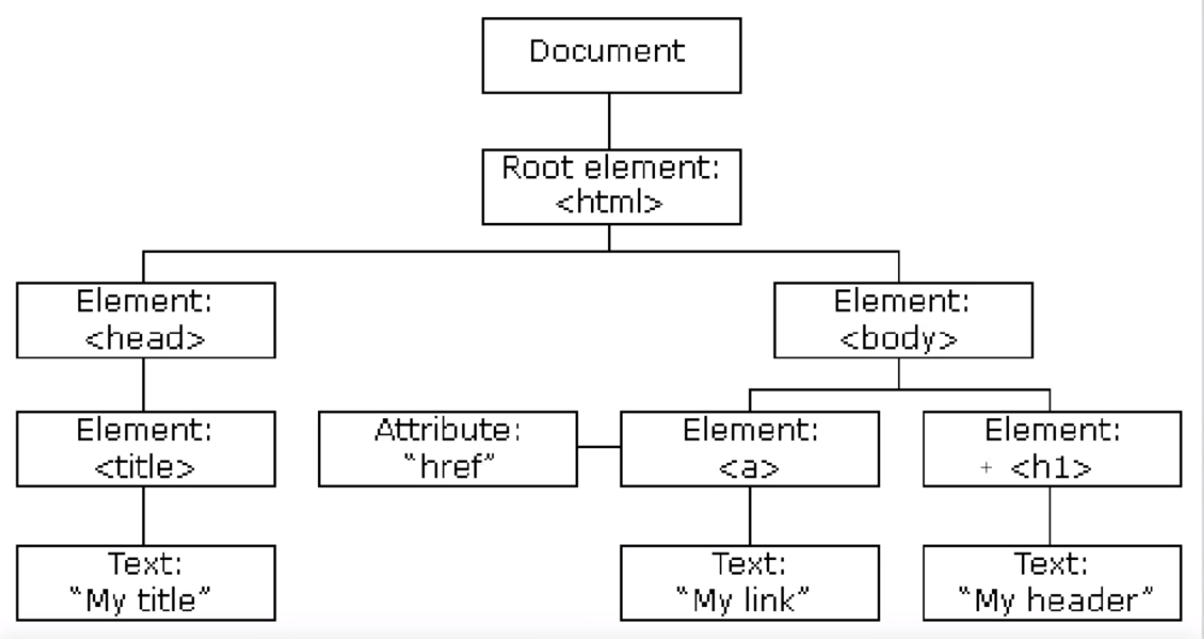 Document
Root element:
<html>
Element:
<head>
Element:
<body>
Element:
<title>
Attribute:
“href”
Element:
<a>
Element:
+ <h1>
Text:
“My title”
Text:
“My link”
Text:
“My header”